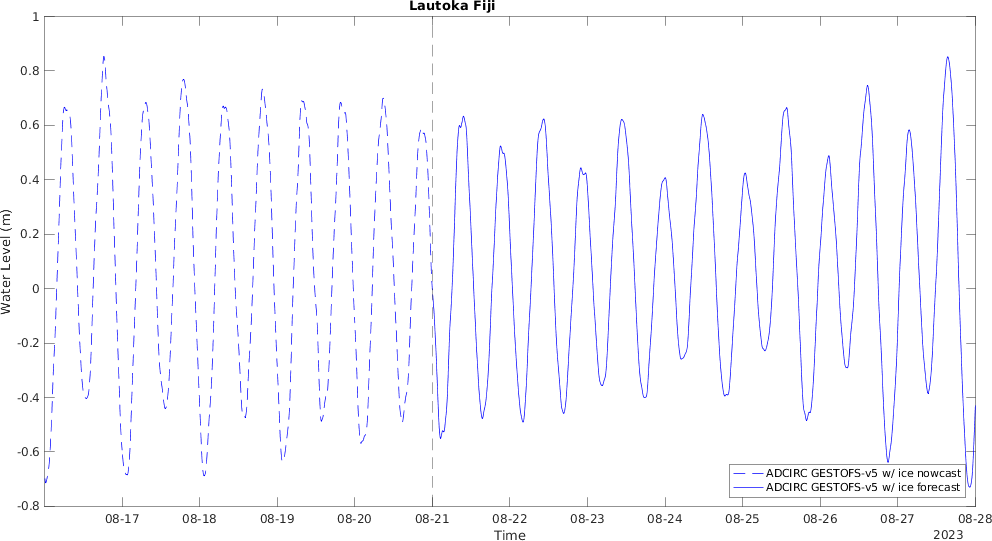 Lautoka Fiji
1
0.8
0.6
0.4
0.2
0
-0.2
-0.4
-0.6
-0.8
Water Level (m)
ADCIRC GESTOFS-v5 w/ ice nowcast
ADCIRC GESTOFS-v5 w/ ice forecast
08-17 08-18 08-19 08-20 08-21 08-22 08-23 08-24 08-25 08-26 08-27 08-28
Time
2023